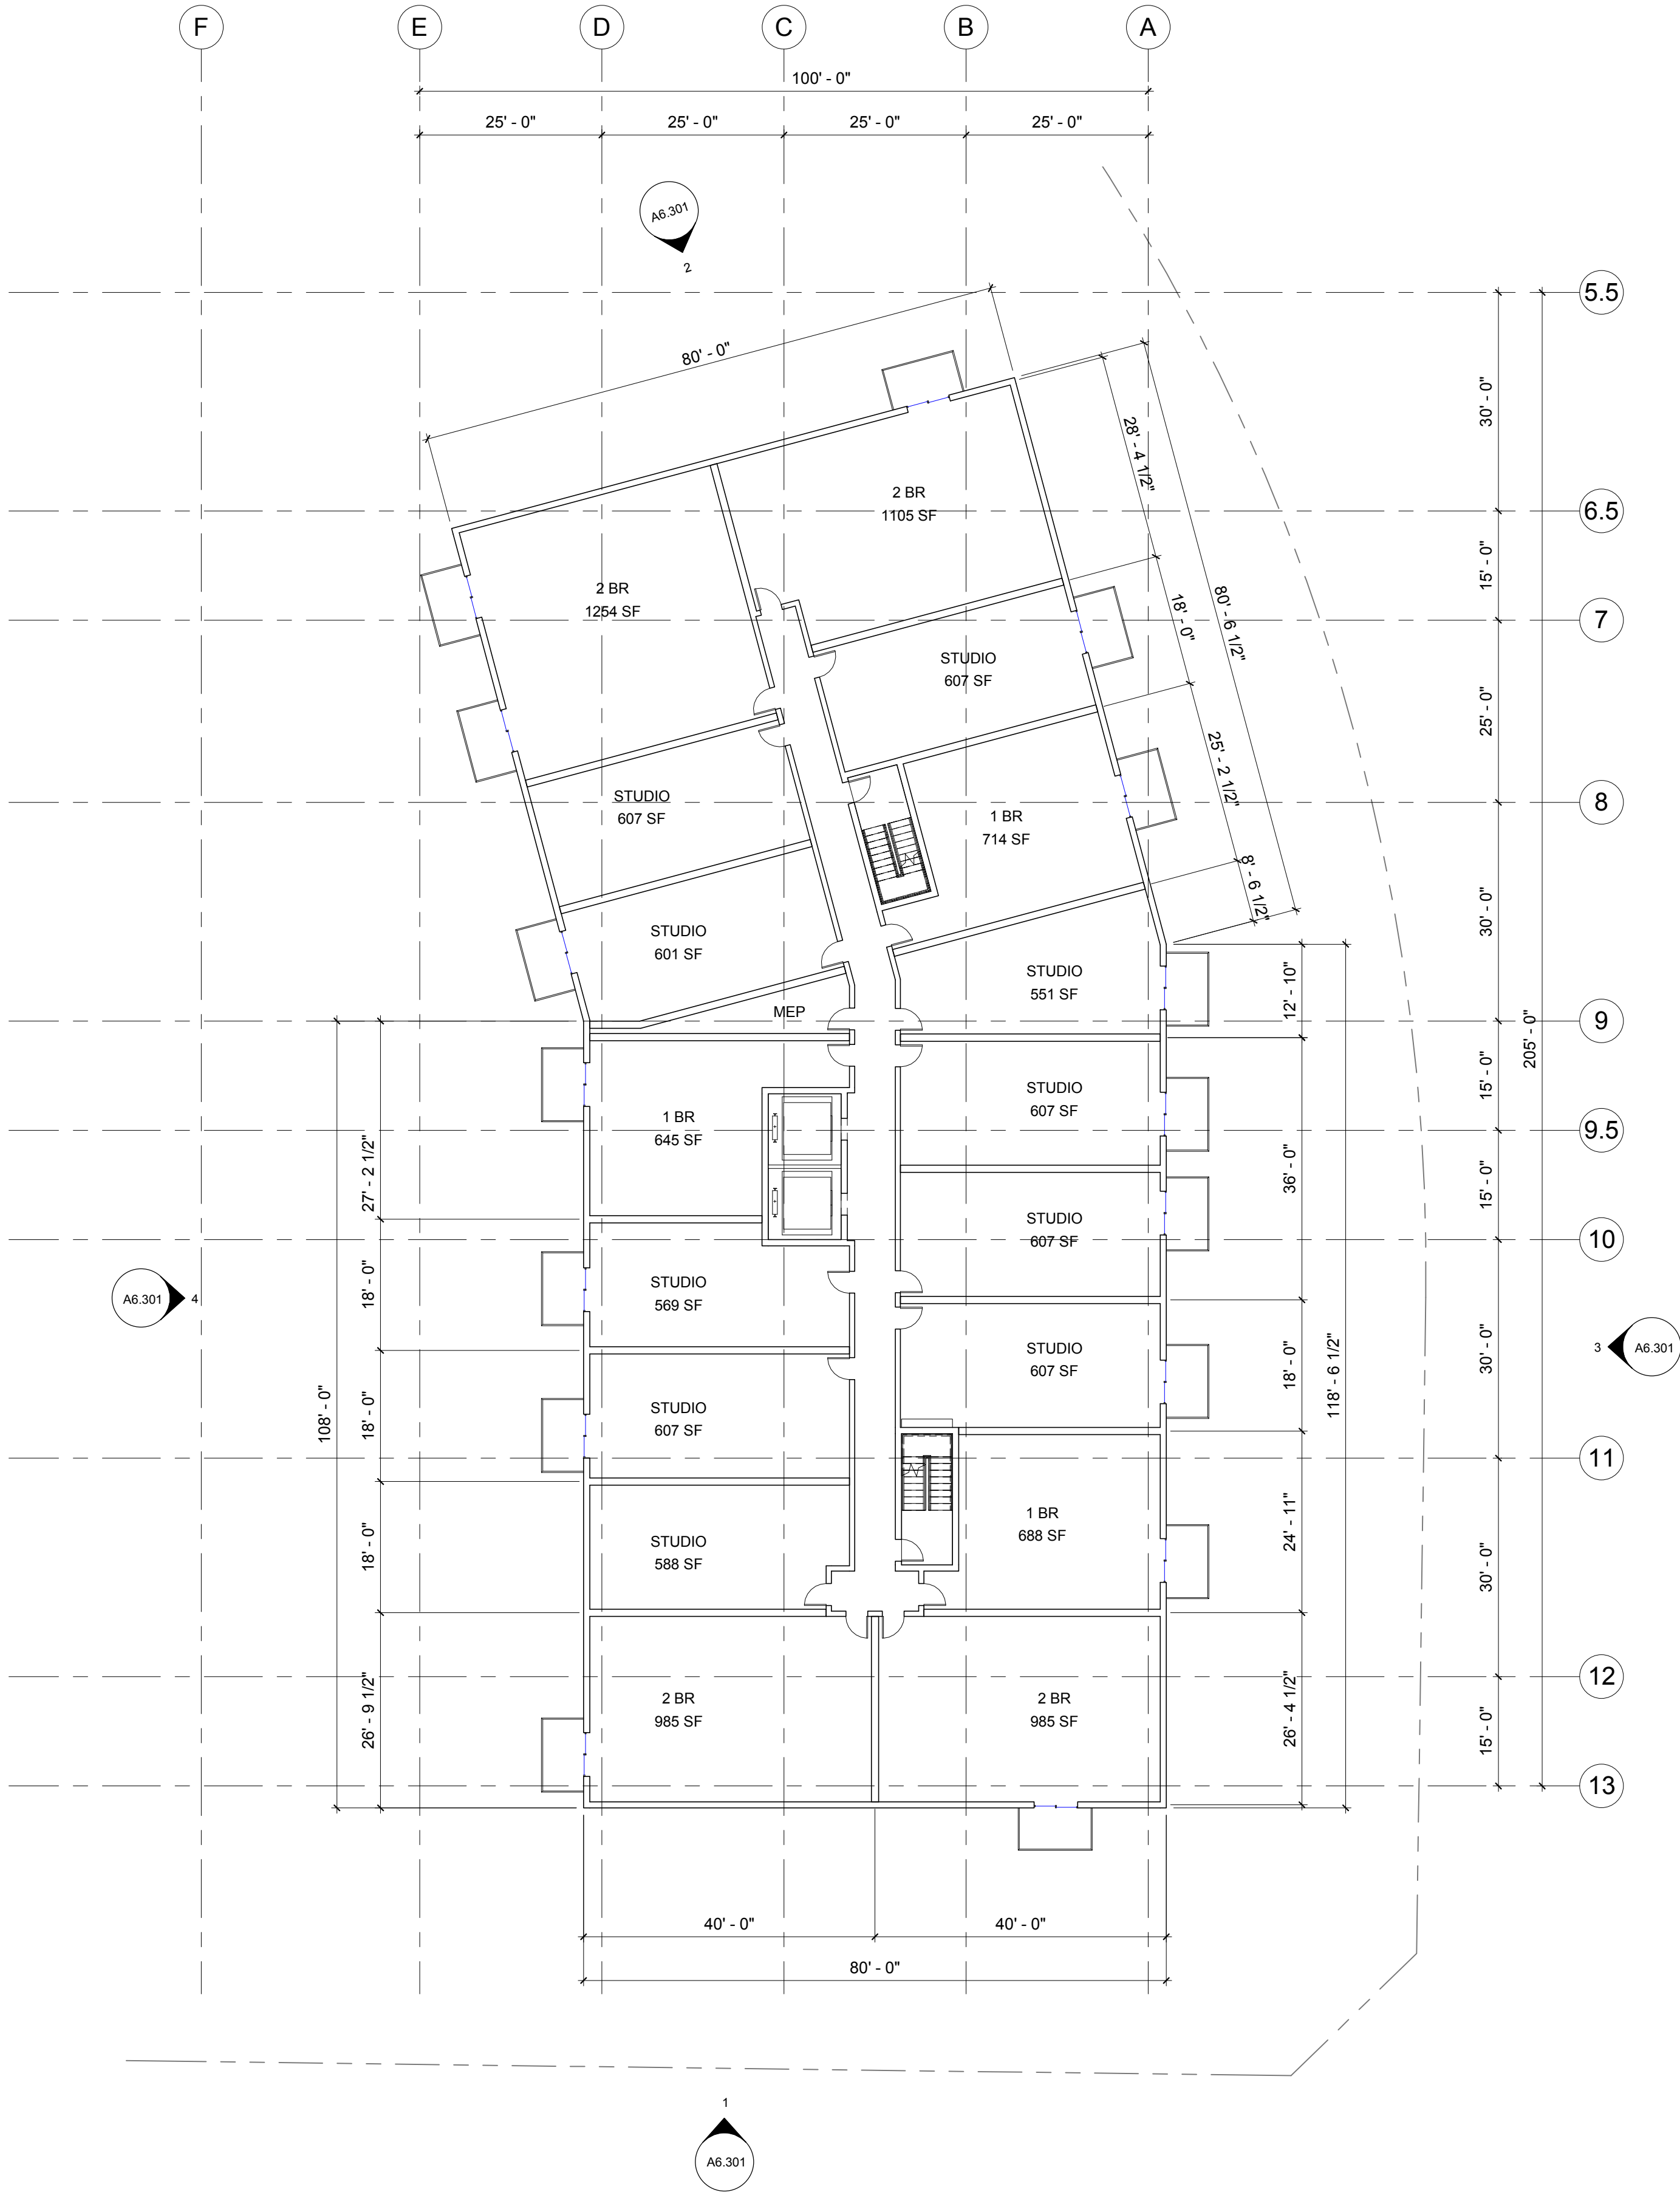 F
E
D
C
B
A
100' - 0"
25' - 0"
25' - 0"
25' - 0"
25' - 0"
A6.301
2
5.5
80' - 0"
30' - 0"
28' - 4 1/2"
2 BR
1105 SF
6.5
15' - 0"
2 BR
1254 SF
18' - 0"
80' - 6 1/2"
7
STUDIO
607 SF
25' - 0"
25' - 2 1/2"
STUDIO
607 SF
8
1 BR
714 SF
8' - 6 1/2"
30' - 0"
STUDIO
601 SF
STUDIO
551 SF
12' - 10"
MEP
9
205' - 0"
STUDIO
607 SF
15' - 0"
1 BR
645 SF
9.5
27' - 2 1/2"
36' - 0"
15' - 0"
STUDIO
607 SF
10
STUDIO
569 SF
18' - 0"
A6.301
4
STUDIO
607 SF
18' - 0"
118' - 6 1/2"
30' - 0"
3
A6.301
108' - 0"
18' - 0"
STUDIO
607 SF
11
1 BR
688 SF
24' - 11"
STUDIO
588 SF
18' - 0"
30' - 0"
12
2 BR
985 SF
2 BR
985 SF
26' - 9 1/2"
26' - 4 1/2"
15' - 0"
13
40' - 0"
40' - 0"
80' - 0"
1
A6.301